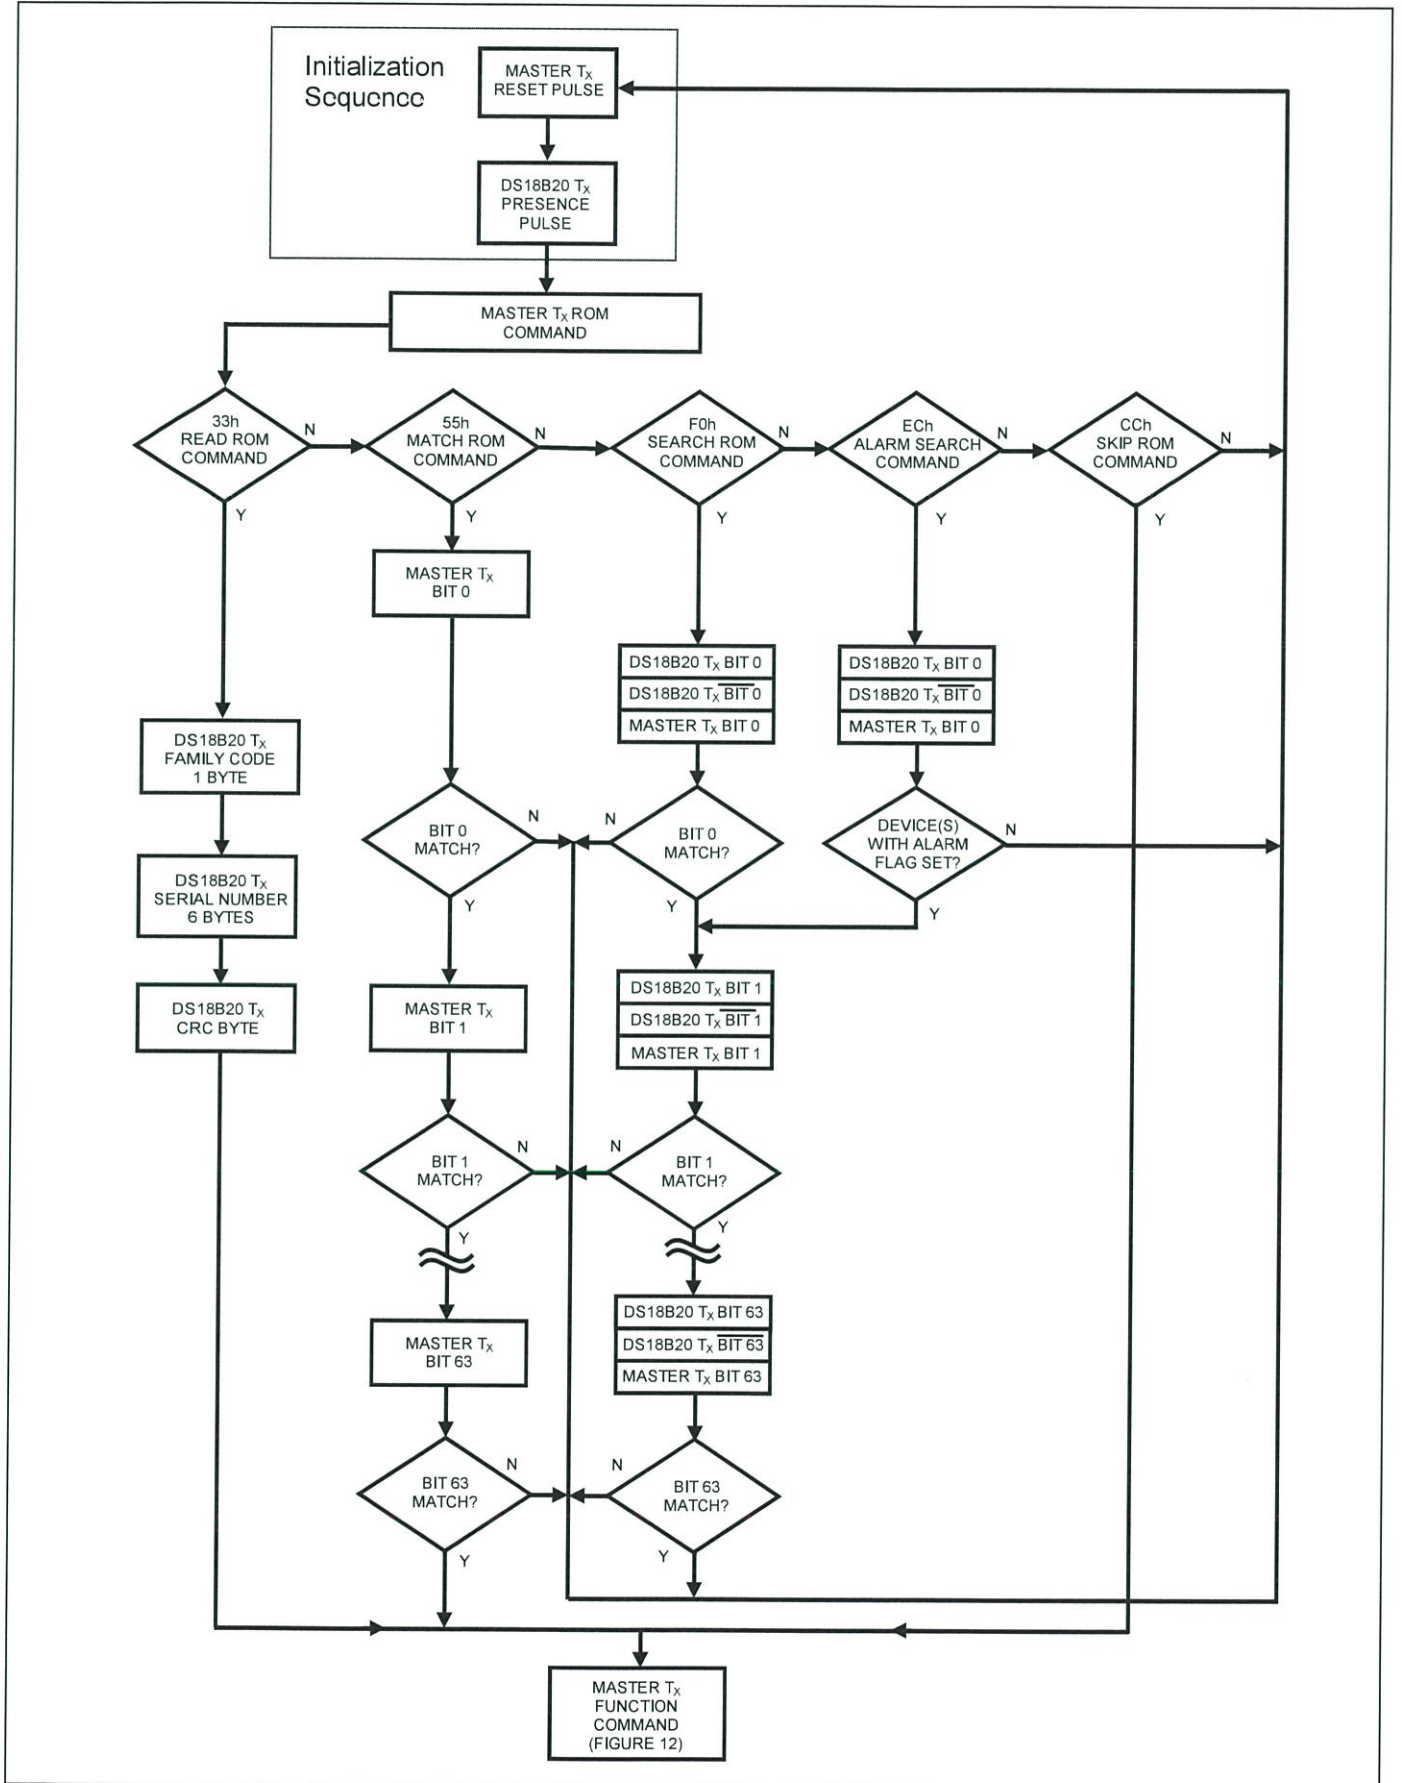 Initialization
Sequence
MASTER TX
RESET PULSE
DS18B20 TX
PRESENCE
PULSE
MASTER TX ROM
COMMAND
33h
READ ROM
COMMAND
N
Y
55h
MATCH ROM
COMMAND
N
Y
F0h
SEARCH ROM
COMMAND
N
Y
ECh
ALARM SEARCH
COMMAND
N
Y
CCh
SKIP ROM
COMMAND
N
Y
MASTER TX
BIT 0
DS18B20 TX BIT 0
DS18B20 TX BIT 0
MASTER TX BIT 0
DS18B20 TX BIT 0
DS18B20 TX BIT 0
MASTER TX BIT 0
DS18B20 TX
FAMILY CODE
1 BYTE
DS18B20 TX
SERIAL NUMBER
6 BYTES
DS18B20 TX
CRC BYTE
BIT 0
MATCH?
N
Y
N
BIT 0
MATCH?
Y
DEVICE(S)
WITH ALARM
FLAG SET?
N
Y
MASTER TX
BIT 1
DS18B20 TX BIT 1
DS18B20 TX BIT 1
MASTER TX BIT 1
BIT 1
MATCH?
N
Y
N
BIT 1
MATCH?
Y
MASTER TX
BIT 63
DS18B20 TX BIT 63
DS18B20 TX BIT 63
MASTER TX BIT 63
BIT 63
MATCH?
N
Y
N
BIT 63
MATCH?
Y
MASTER TX
FUNCTION
COMMAND
(FIGURE 12)